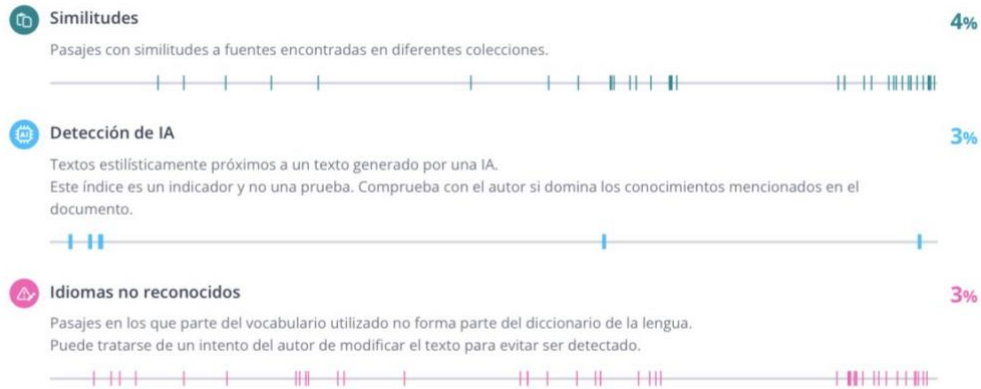 Similitudes
4%
Pasajes con similitudes a fuentes encontradas en diferentes colecciones.
AI
Detección de IA
3%
Textos estilísticamente próximos a un texto generado por una IA.
Este índice es un indicador y no una prueba. Comprueba con el autor si domina los conocimientos mencionados en el
documento.
Idiomas no reconocidos
3%
Pasajes en los que parte del vocabulario utilizado no forma parte del diccionario de la lengua.
Puede tratarse de un intento del autor de modificar el texto para evitar ser detectado.